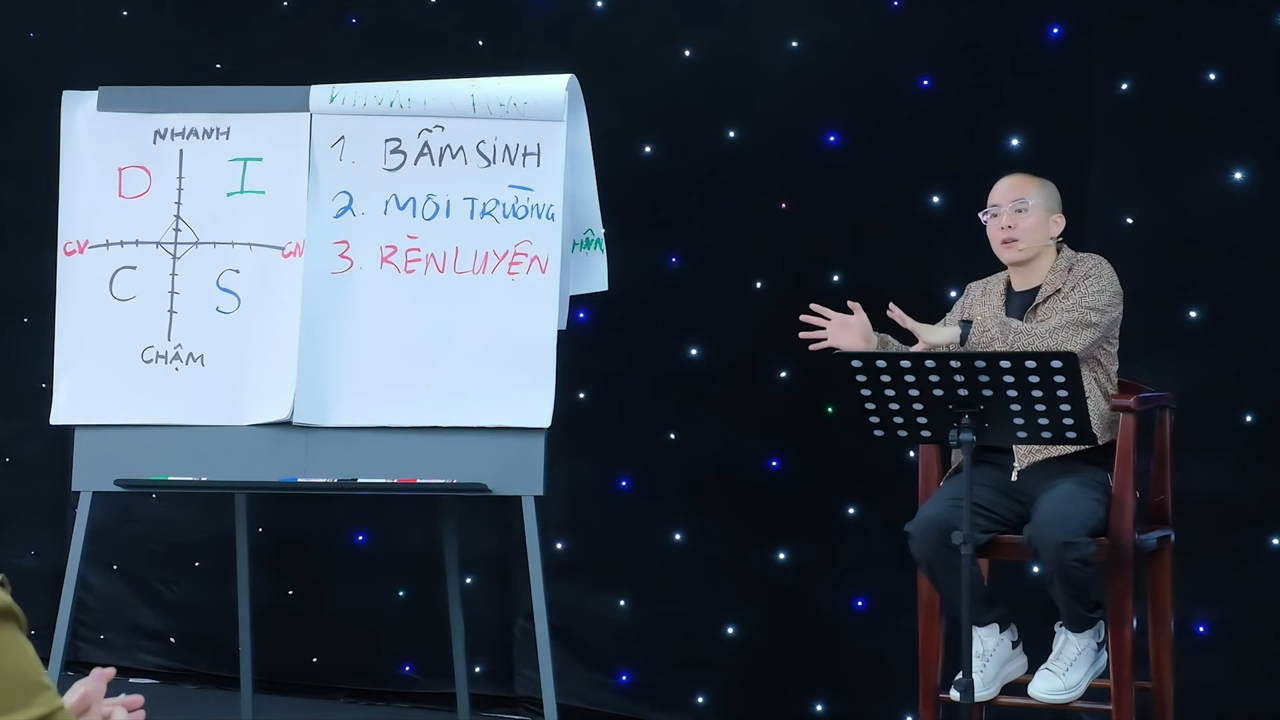 NHANH
D I
CV CN
C S
CHẬM
1. BẨM SINH
2. MÔI TRƯỜNG
3. RÈN LUYỆN